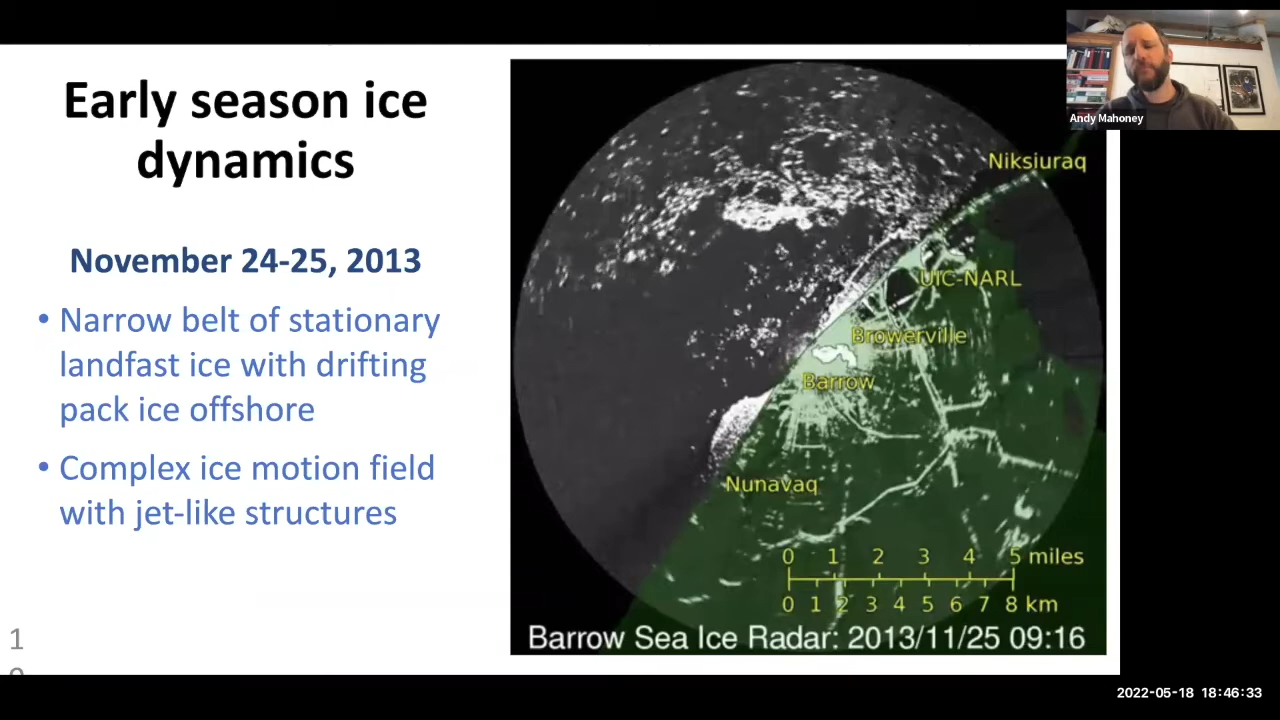 Early season ice
dynamics
November 24-25, 2013
• Narrow belt of stationary
landfast ice with drifting
pack ice offshore
• Complex ice motion field
with jet-like structures
1
Andy Mahoney
Niksiuraq
UIC-NARL
Browerville
Barrow
Nunavaq
0 1 2 3 4 5 miles
0 1 2 3 4 5 6 7 8 km
Barrow Sea Ice Radar: 2013/11/25 09:16
2022-05-18 18:46:33